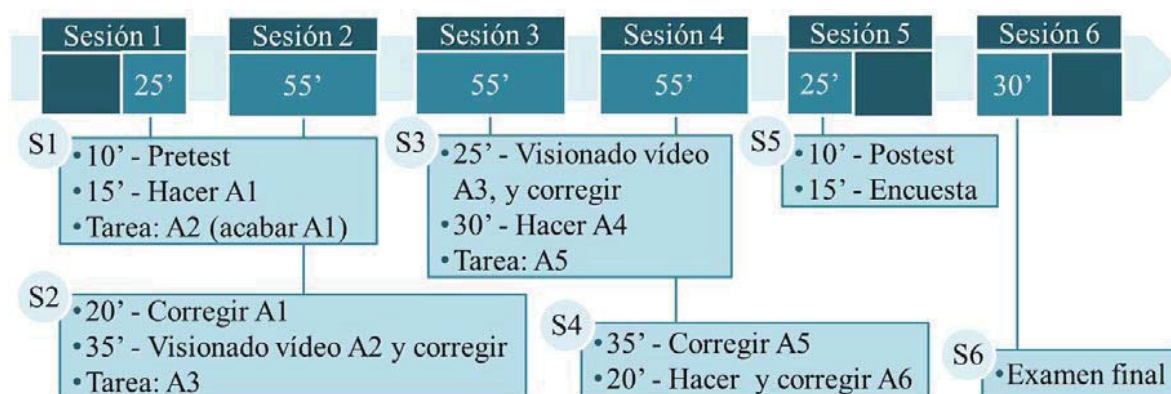 Sesión 1
Sesión 2
Sesión 3
Sesión 4
Sesión 5
Sesión 6
25’
55’
55’
55’
25’
30’
S1
•10’ - Pretest
•15’ - Hacer A1
•Tarea: A2 (acabar A1)
S2
•20’ - Corregir A1
•35’ - Visionado vídeo A2 y corregir
•Tarea: A3
S3
•25’ - Visionado vídeo
A3, y corregir
•30’ - Hacer A4
•Tarea: A5
S4
•35’ - Corregir A5
•20’ - Hacer y corregir A6
S5
•10’ - Postest
•15’ - Encuesta
S6
•Examen final